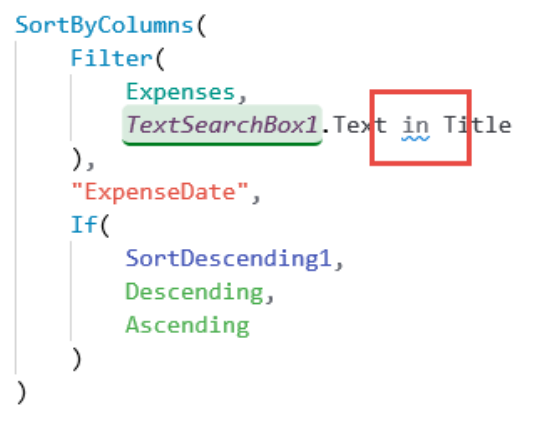 SortByColumns(
Filter(
Expenses,
TextSearchBox1.Text in Title
),
"ExpenseDate",
If(
SortDescending1,
Descending,
Ascending
)
)